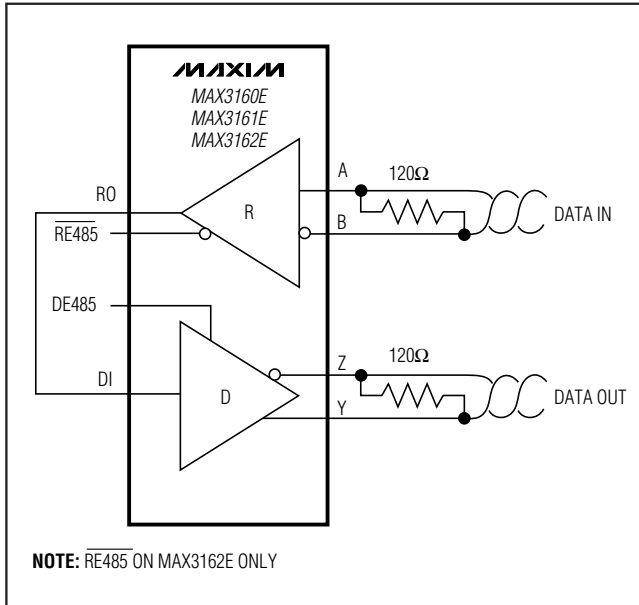 MAXIM
MAX3160E
MAX3161E
MAX3162E
RO
RE485
DE485
DI
R
D
A
B
120Ω
DATA IN
Z
Y
120Ω
DATA OUT
NOTE: RE485 ON MAX3162E ONLY